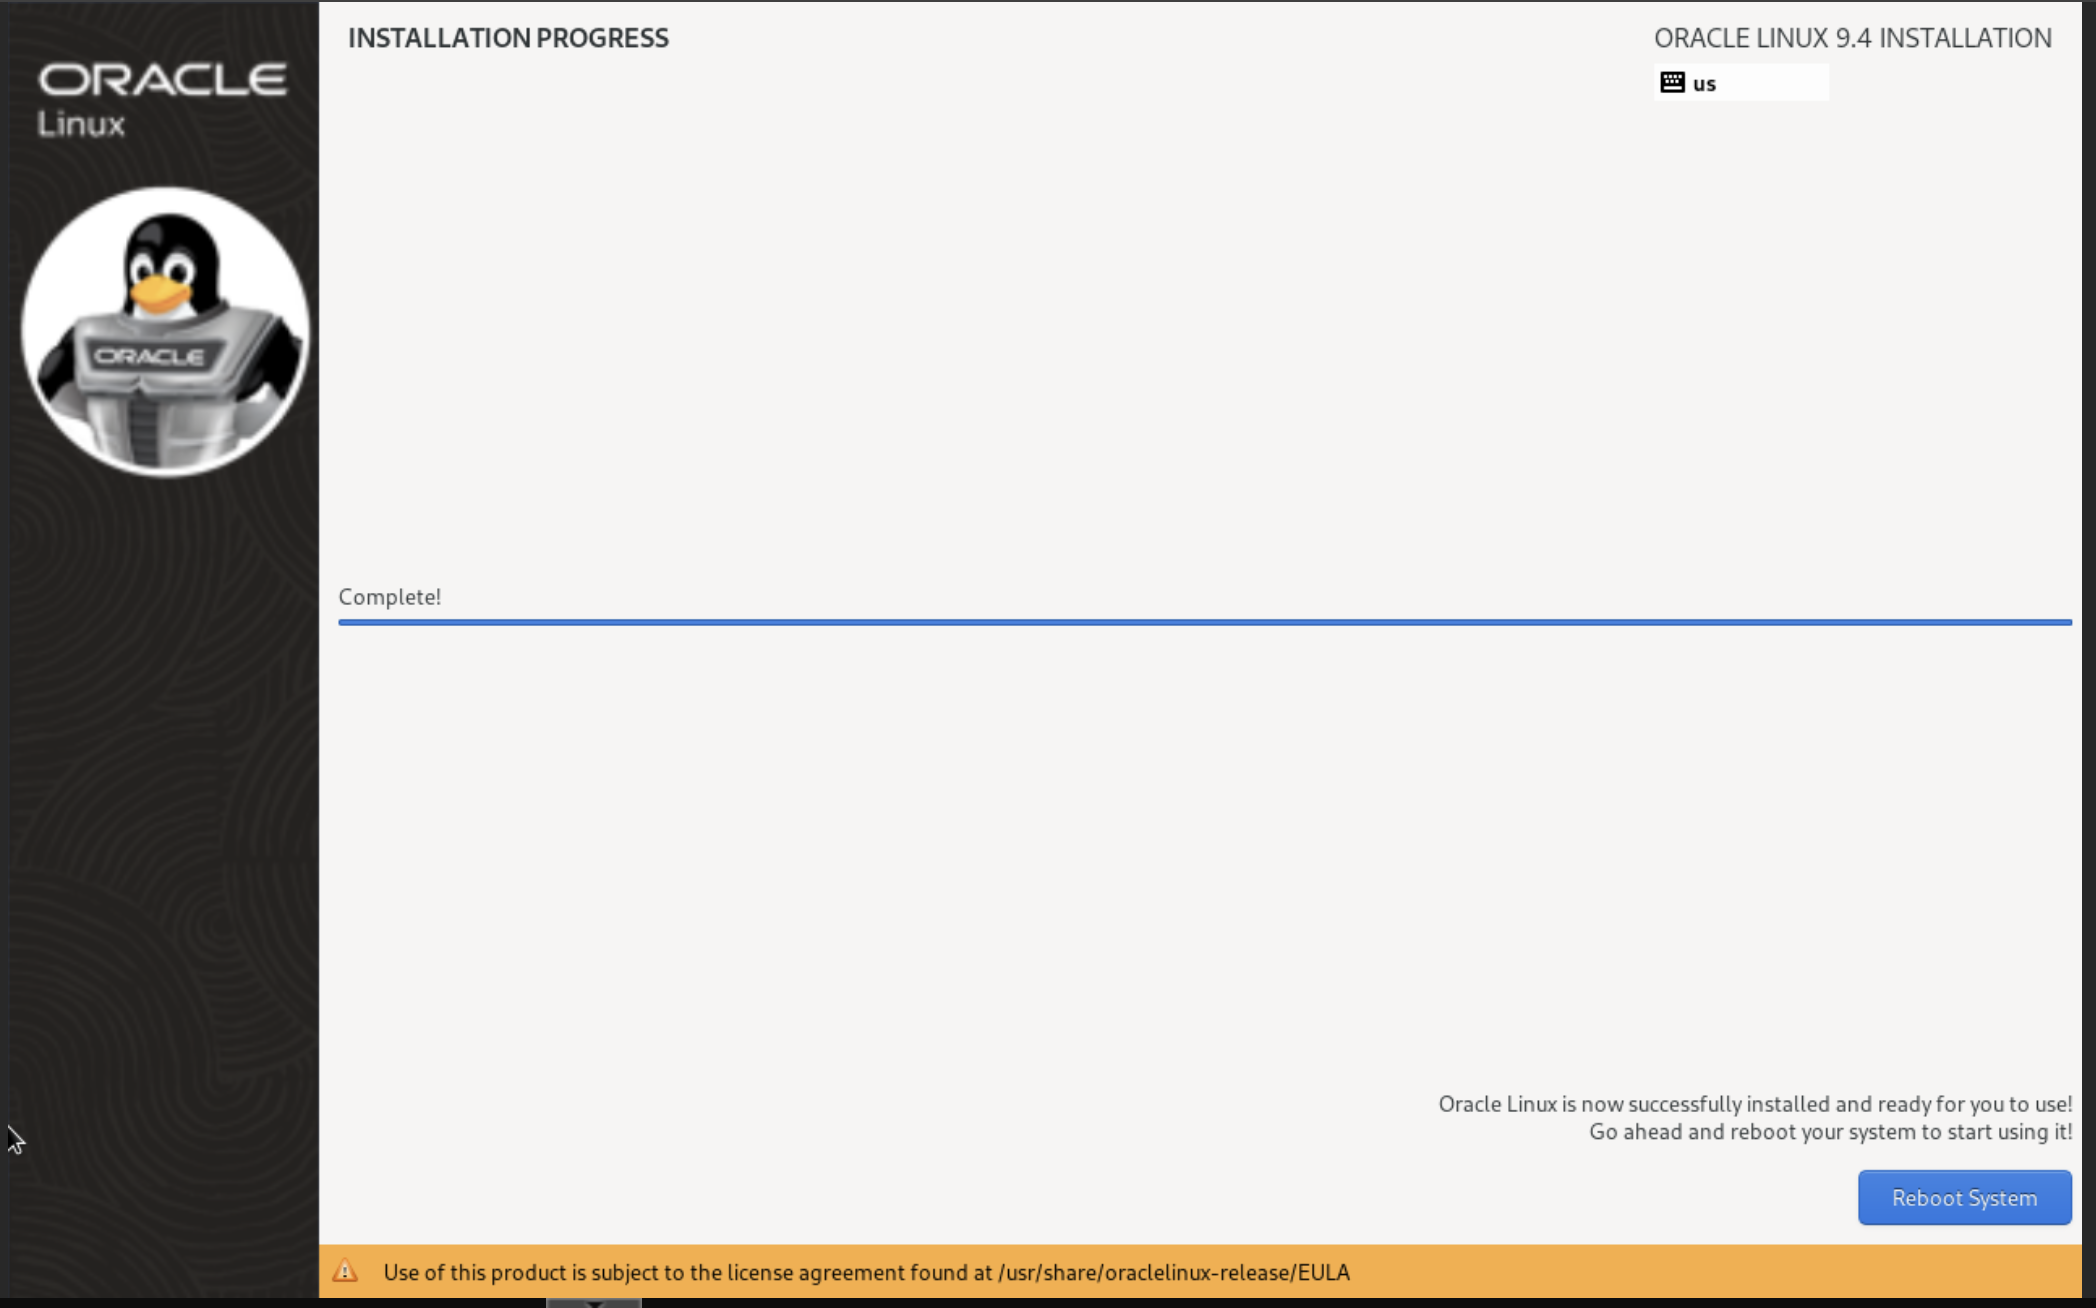 ORACLE
Linux
ORACLE
INSTALLATION PROGRESS
ORACLE LINUX 9.4 INSTALLATION
us
Complete!
Oracle Linux is now successfully installed and ready for you to use!
Go ahead and reboot your system to start using it!
Reboot System
Use of this product is subject to the license agreement found at /usr/share/oraclelinux-release/EULA